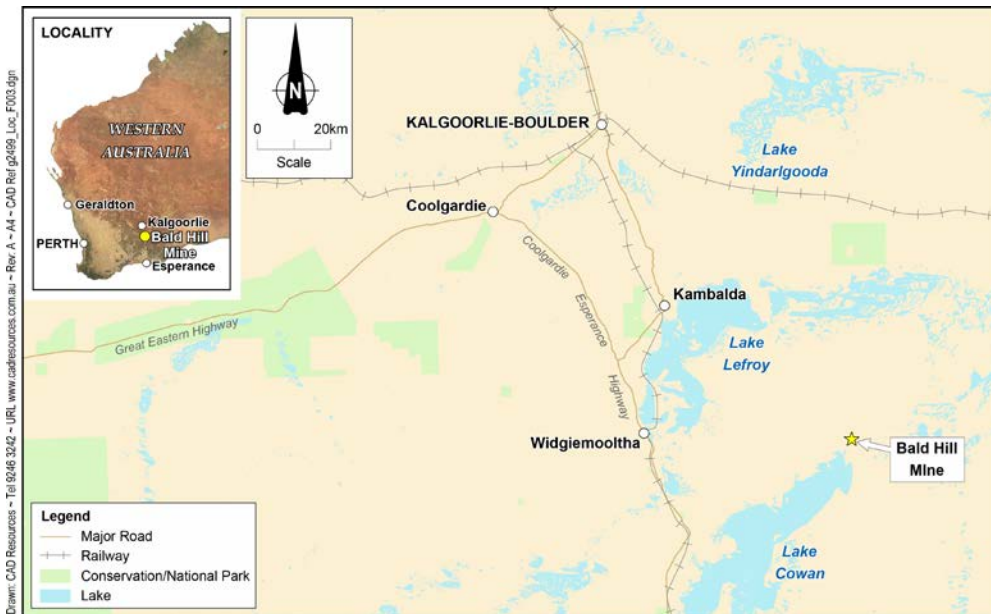 Drawn: CAD Resources ~ Tel 9246 3242 ~ URL www.cadresources.com.au ~ Rev. A ~ A4 ~ CAD Ref g2499_Loc_F003.dgn
LOCALITY
WESTERN
AUSTRALIA
Geraldton
Kalgoorlie
Bald Hill
Mine
PERTH
Esperance
N
0 20km
Scale
KALGOORLIE-BOULDER
Lake
Yindarlgooda
Coolgardie
Coolgardie
Esperance
Highway
Kambalda
Great Eastern Highway
Lake
Lefroy
Widgiemooltha
Bald Hill
MIne
Lake
Cowan
Legend
Major Road
Railway
Conservation/National Park
Lake